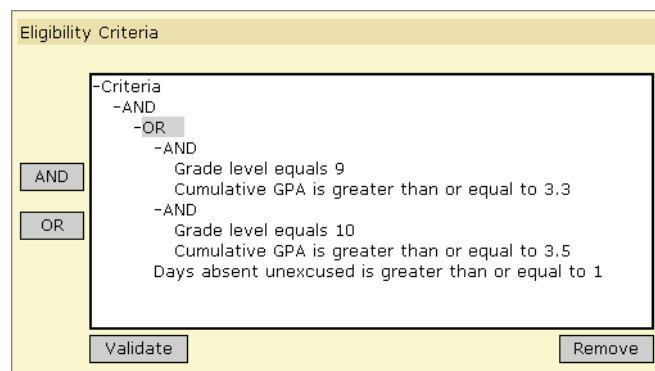 Eligibility Criteria
-Criteria
-AND
-OR
-AND
Grade level equals 9
AND
Cumulative GPA is greater than or equal to 3.3
-AND
OR
Grade level equals 10
Cumulative GPA is greater than or equal to 3.5
Days absent unexcused is greater than or equal to 1
Validate
Remove